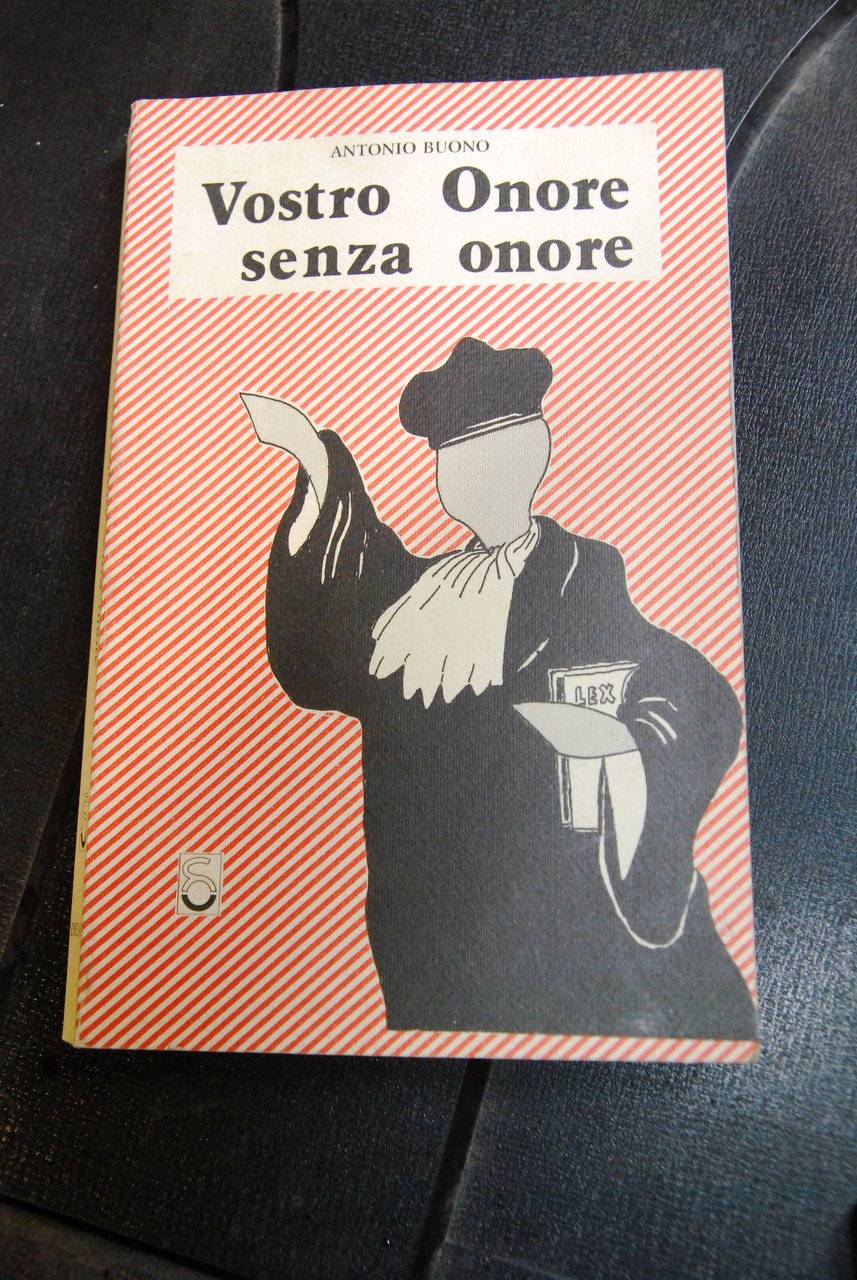 ANTONIO BUONO
Vostro Onore
senza onore
LEX